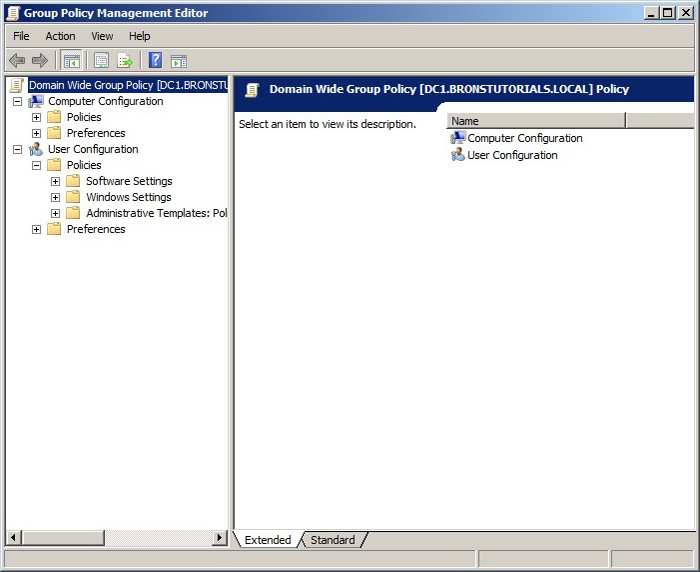 Group Policy Management Editor
File Action View Help
Domain Wide Group Policy [DC1.BRONSTU
Computer Configuration
Policies
Preferences
User Configuration
Policies
Software Settings
Windows Settings
Administrative Templates: Pol
Preferences
Domain Wide Group Policy [DC1.BRONSTUTORIALS.LOCAL] Policy
Select an item to view its description.
Name
Computer Configuration
User Configuration
Extended Standard